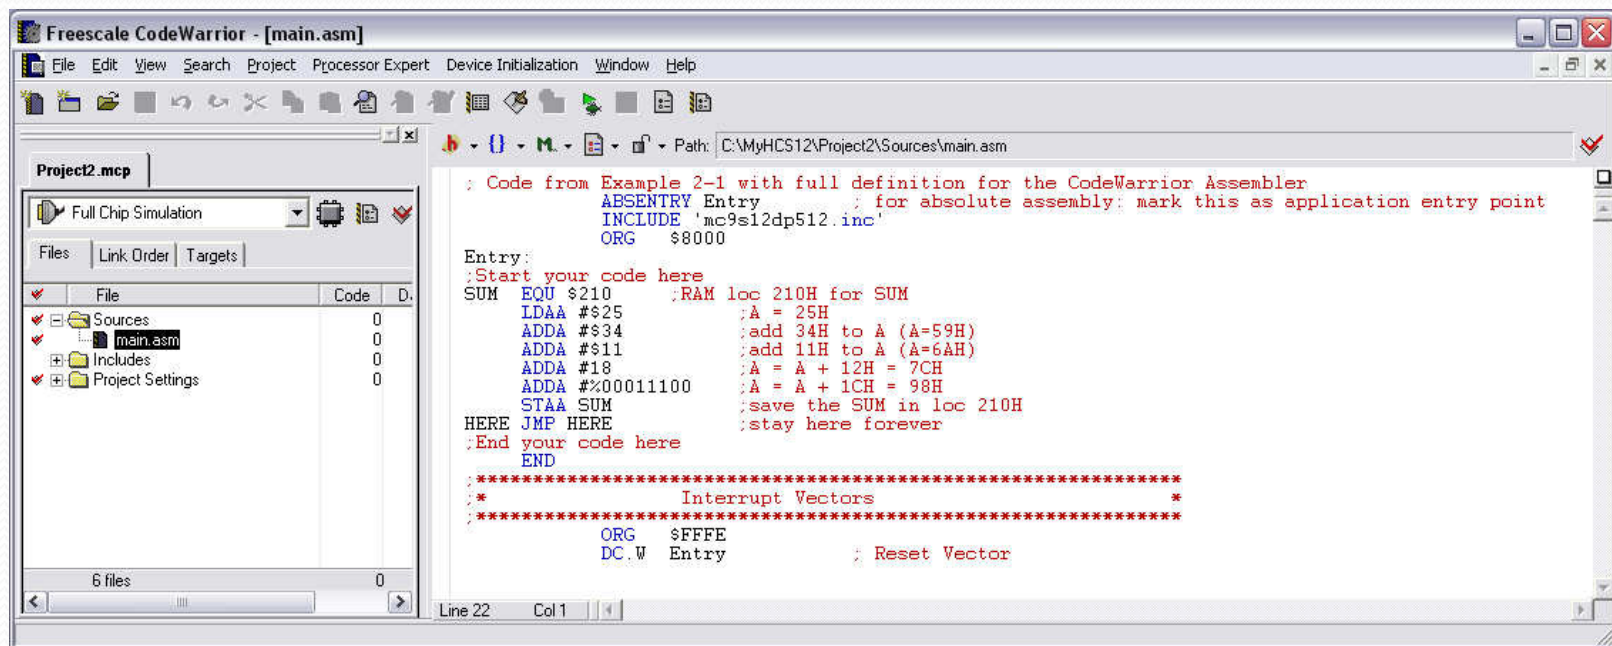 Freescale CodeWarrior - [main.asm]
File Edit View Search Project Processor Expert Device Initialization Window Help
Path: C:\MyHCS12\Project2\Sources\main.asm
Project2.mcp
Full Chip Simulation
Files Link Order Targets
File Code D.
Sources 0
main.asm 0
Includes 0
Project Settings 0
6 files 0
; Code from Example 2-1 with full definition for the CodeWarrior Assembler
ABSENTRY Entry ; for absolute assembly: mark this as application entry point
INCLUDE 'mc9s12dp512.inc'
ORG $8000
Entry:
;Start your code here
SUM EQU $210 ;RAM loc 210H for SUM
LDAA #$25 ;A = 25H
ADDA #$34 ;add 34H to A (A=59H)
ADDA #$11 ;add 11H to A (A=6AH)
ADDA #18 ;A = A + 12H = 7CH
ADDA #%00011100 ;A = A + 1CH = 98H
STAA SUM ;save the SUM in loc 210H
HERE JMP HERE ;stay here forever
;End your code here
END
;*************************************************************
;* Interrupt Vectors *
;*************************************************************
ORG $FFFE
DC.W Entry ; Reset Vector
Line 22 Col 1